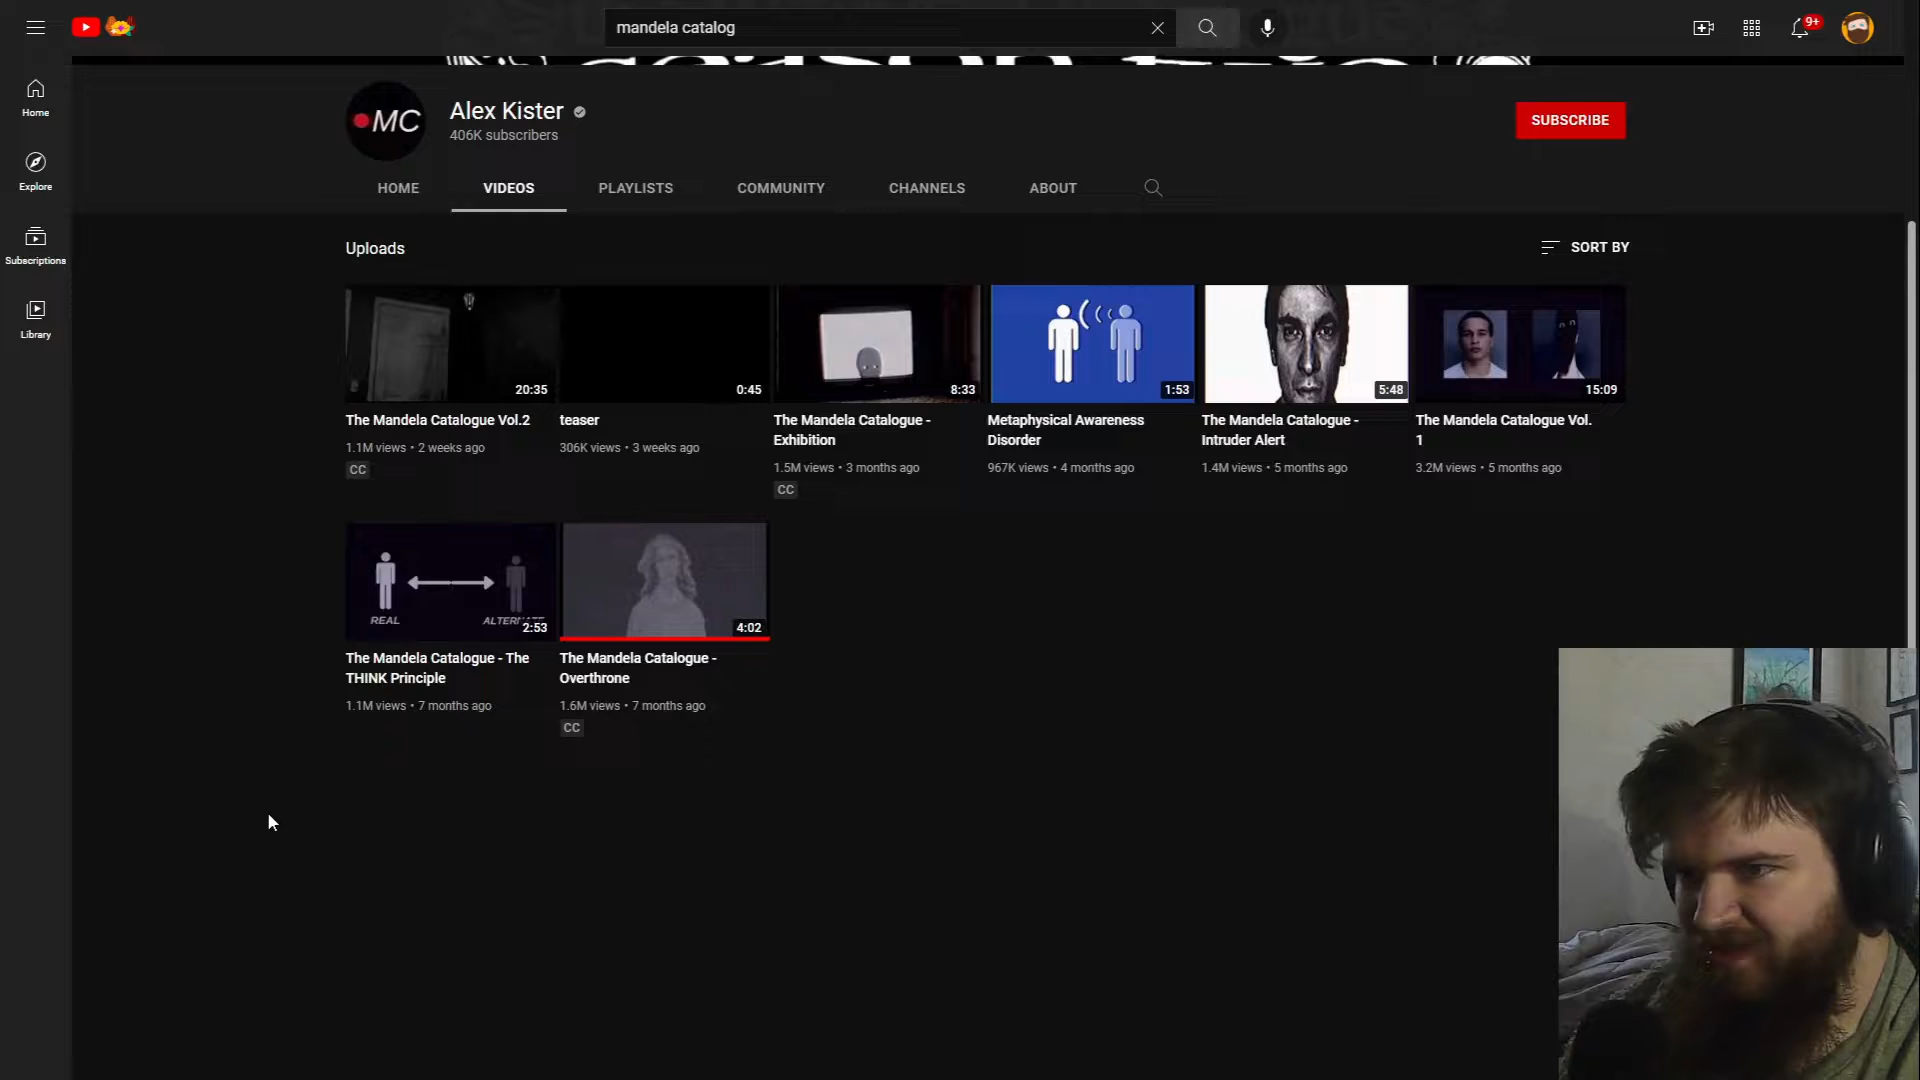 mandela catalog
9+
Home
Explore
Subscriptions
Library
MC
Alex Kister
406K subscribers
SUBSCRIBE
HOME
VIDEOS
PLAYLISTS
COMMUNITY
CHANNELS
ABOUT
Uploads
SORT BY
20:35
The Mandela Catalogue Vol.2
1.1M views • 2 weeks ago
CC
0:45
teaser
306K views • 3 weeks ago
8:33
The Mandela Catalogue -
Exhibition
1.5M views • 3 months ago
CC
1:53
Metaphysical Awareness
Disorder
967K views • 4 months ago
5:48
The Mandela Catalogue -
Intruder Alert
1.4M views • 5 months ago
15:09
The Mandela Catalogue Vol.
1
3.2M views • 5 months ago
REAL
2:53
The Mandela Catalogue - The
THINK Principle
1.1M views • 7 months ago
4:02
The Mandela Catalogue -
Overthrone
1.6M views • 7 months ago
CC